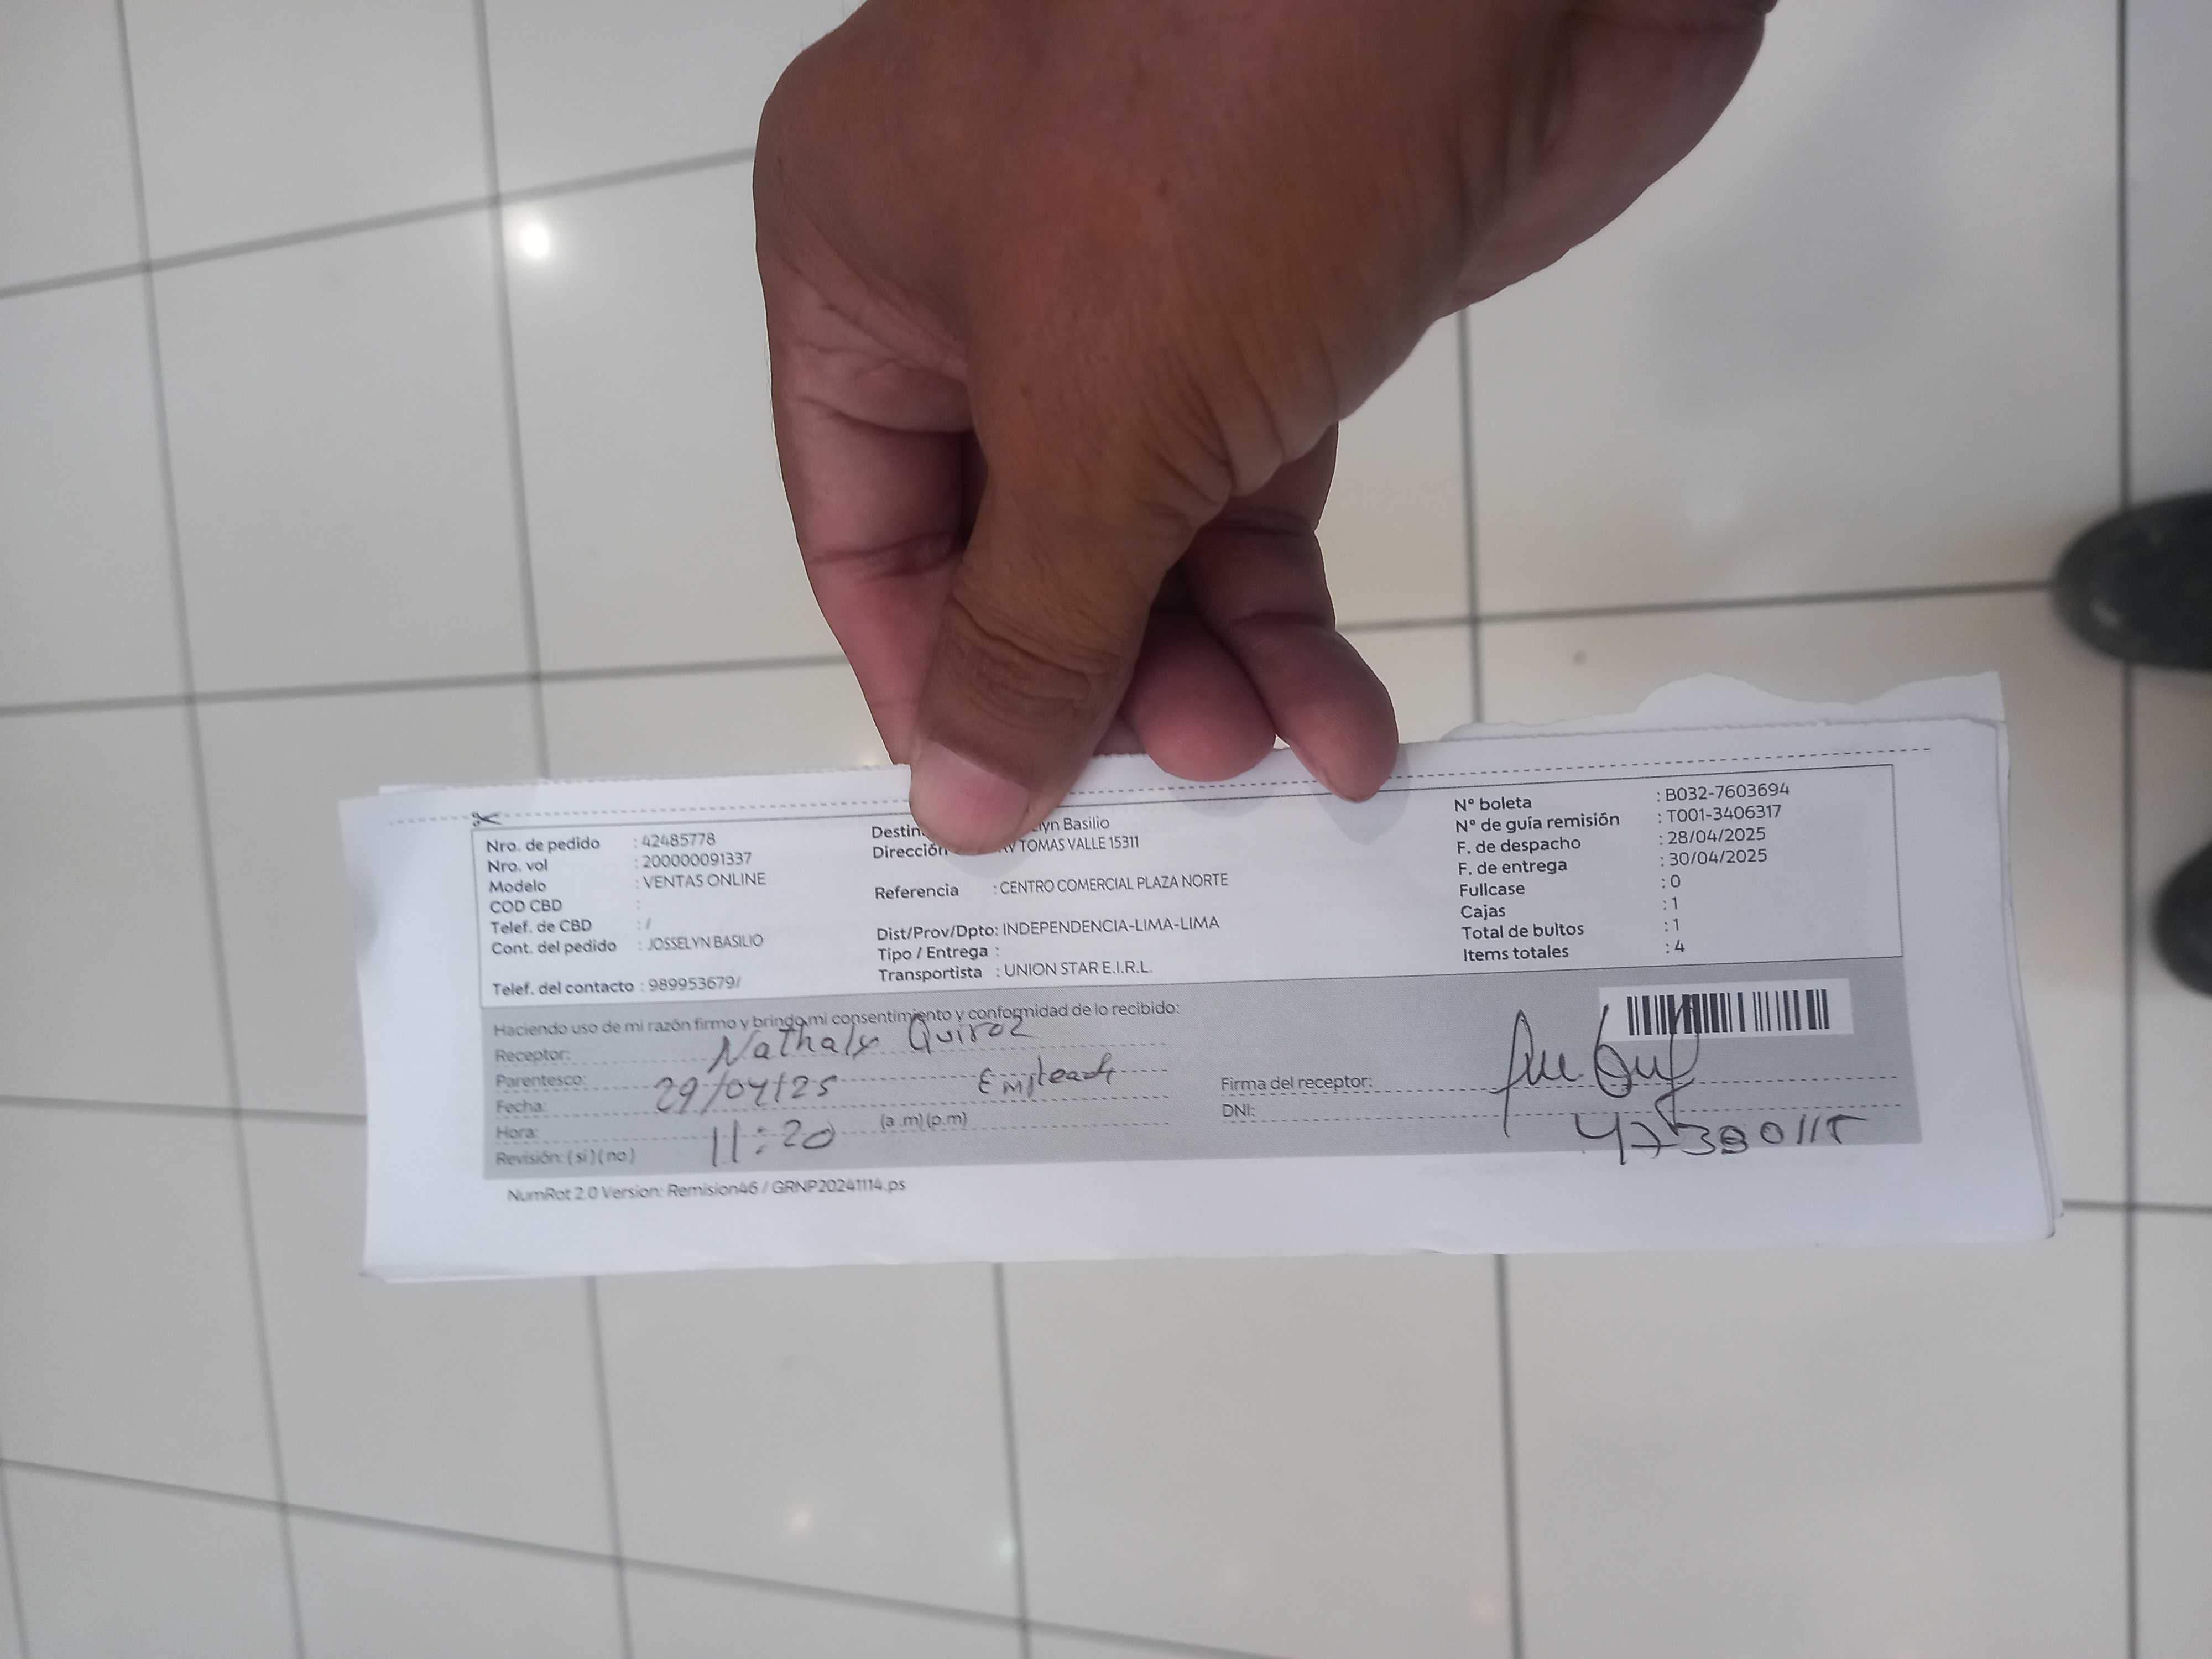 Nro. de pedido : 42485778
Nro. vol : 200000091337
Modelo : VENTAS ONLINE
COD CBD :
Telef. de CBD : /
Cont. del pedido : JOSSELYN BASILIO
Telef. del contacto : 989953679/
Destin lyn Basilio
Dirección AV TOMAS VALLE 15311
Referencia : CENTRO COMERCIAL PLAZA NORTE
Dist/Prov/Dpto: INDEPENDENCIA-LIMA-LIMA
Tipo / Entrega :
Transportista : UNION STAR E.I.R.L.
N° boleta : B032-7603694
N° de guía remisión : T001-3406317
F. de despacho : 28/04/2025
F. de entrega : 30/04/2025
Fullcase : 0
Cajas : 1
Total de bultos : 1
Items totales : 4
Haciendo uso de mi razón firmo y brindo mi consentimiento y conformidad de lo recibido:
Receptor: Nathaly Quiroz
Parentesco: Empleada
Fecha: 29/04/25
Hora: 11:20 (a .m) (p.m)
Revisión: ( si ) ( no )
Firma del receptor:
DNI: 47380115
NumRot 2.0 Version: Remision46 / GRNP20241114.ps